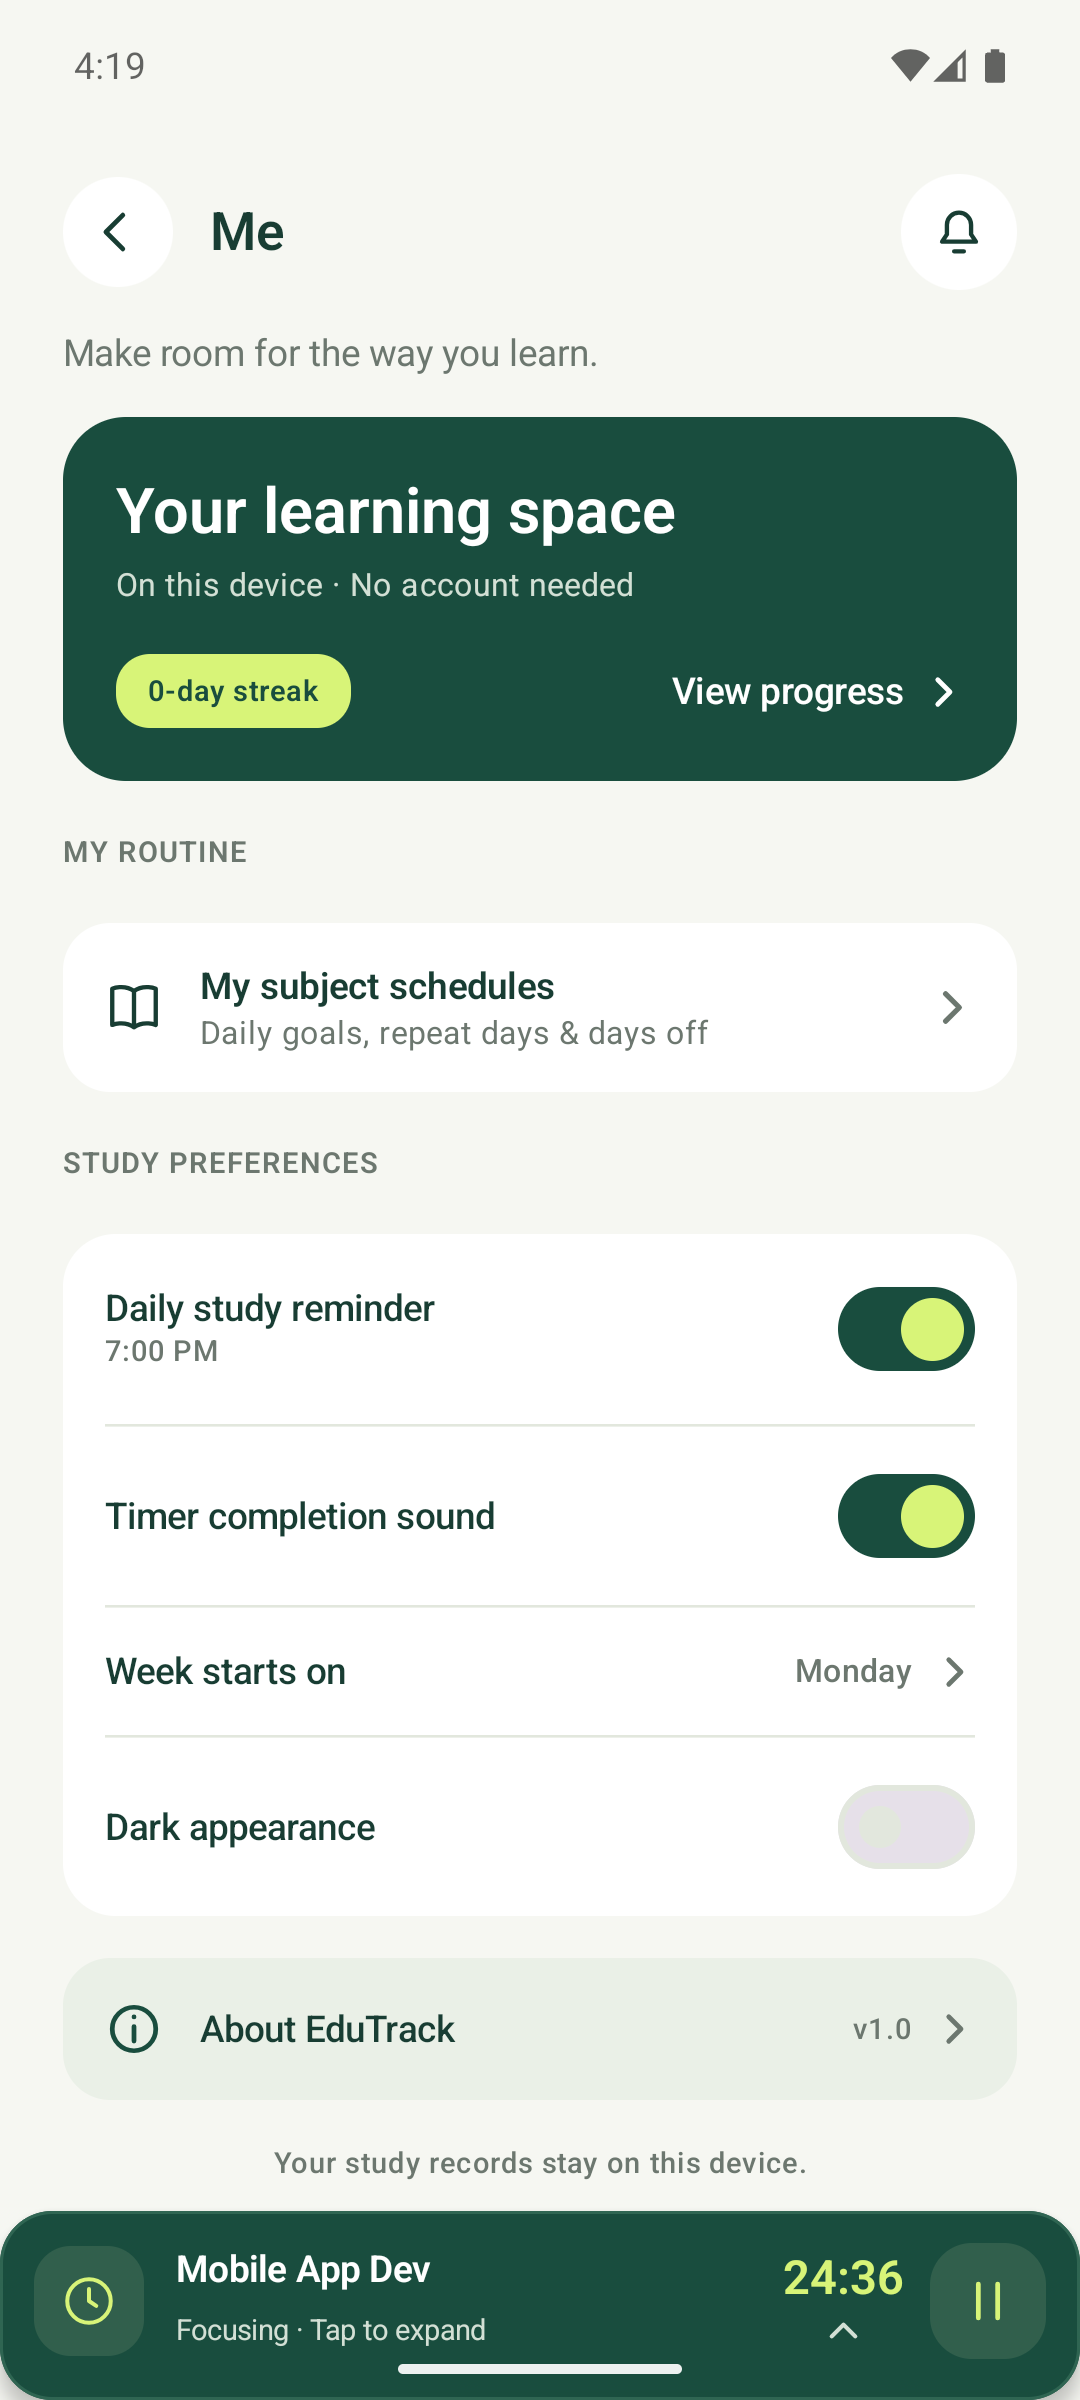 4:19
Me
Make room for the way you learn.
Your learning space
On this device · No account needed
0-day streak
View progress
MY ROUTINE
My subject schedules
Daily goals, repeat days & days off
STUDY PREFERENCES
Daily study reminder
7:00 PM
Timer completion sound
Week starts on
Monday
Dark appearance
About EduTrack
v1.0
Your study records stay on this device.
Mobile App Dev
24:36
Focusing · Tap to expand